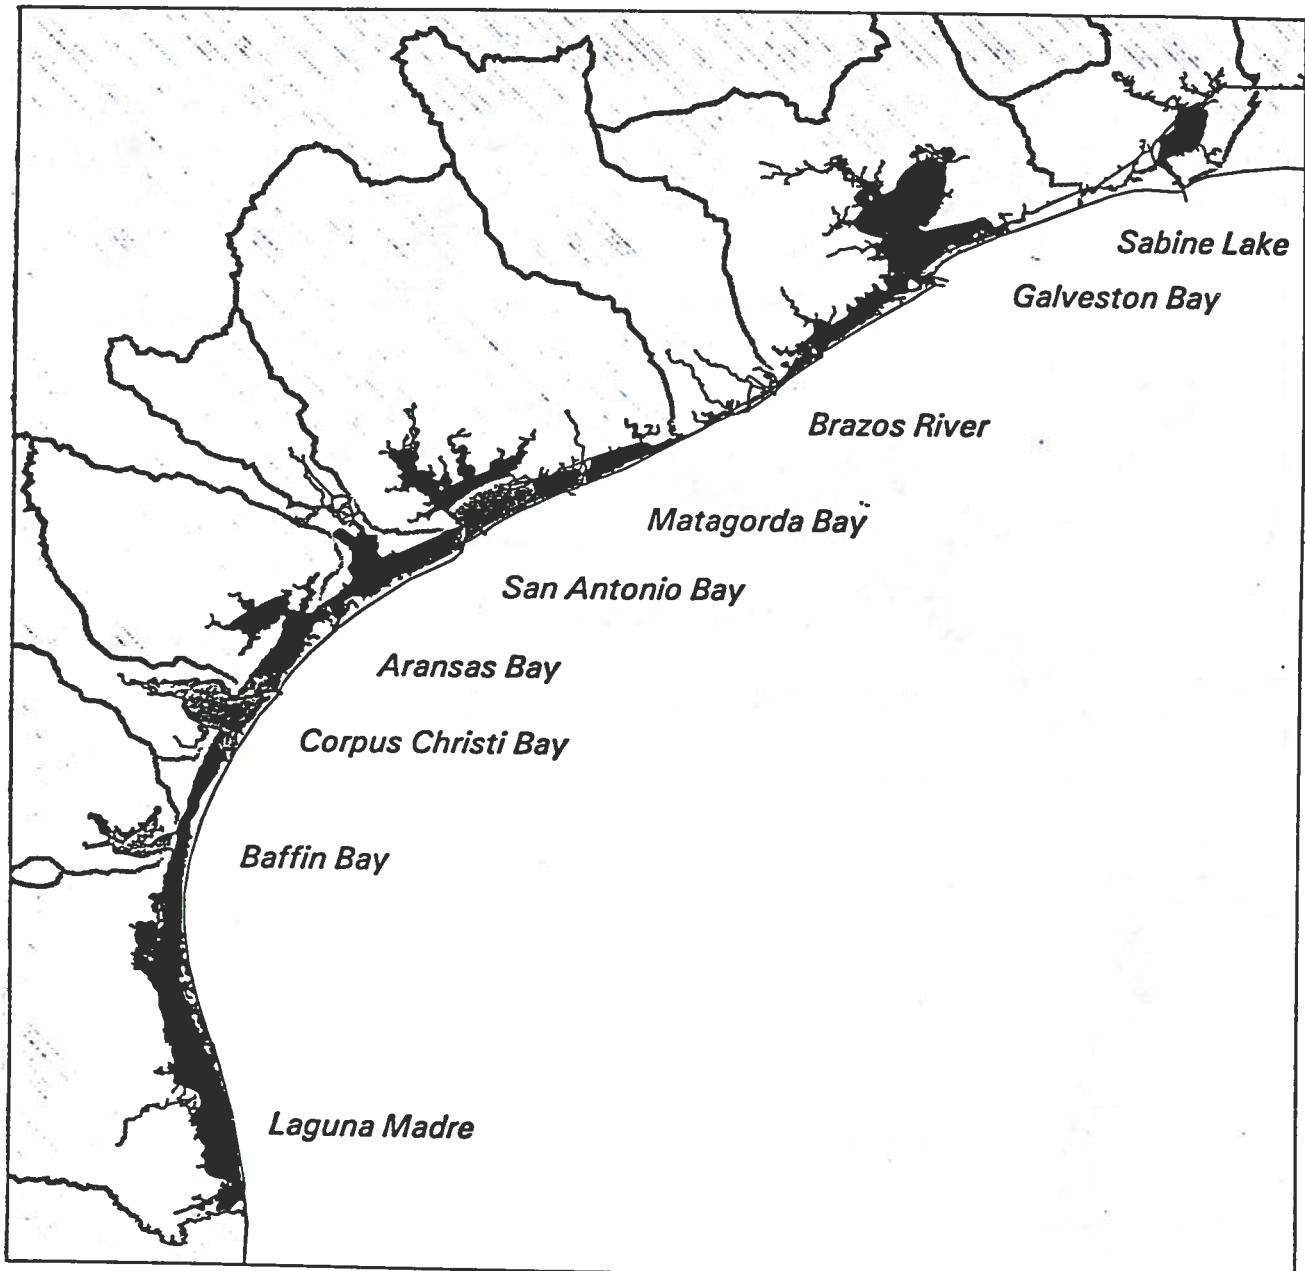 Sabine Lake
Galveston Bay
Brazos River
Matagorda Bay
San Antonio Bay
Aransas Bay
Corpus Christi Bay
Baffin Bay
Laguna Madre